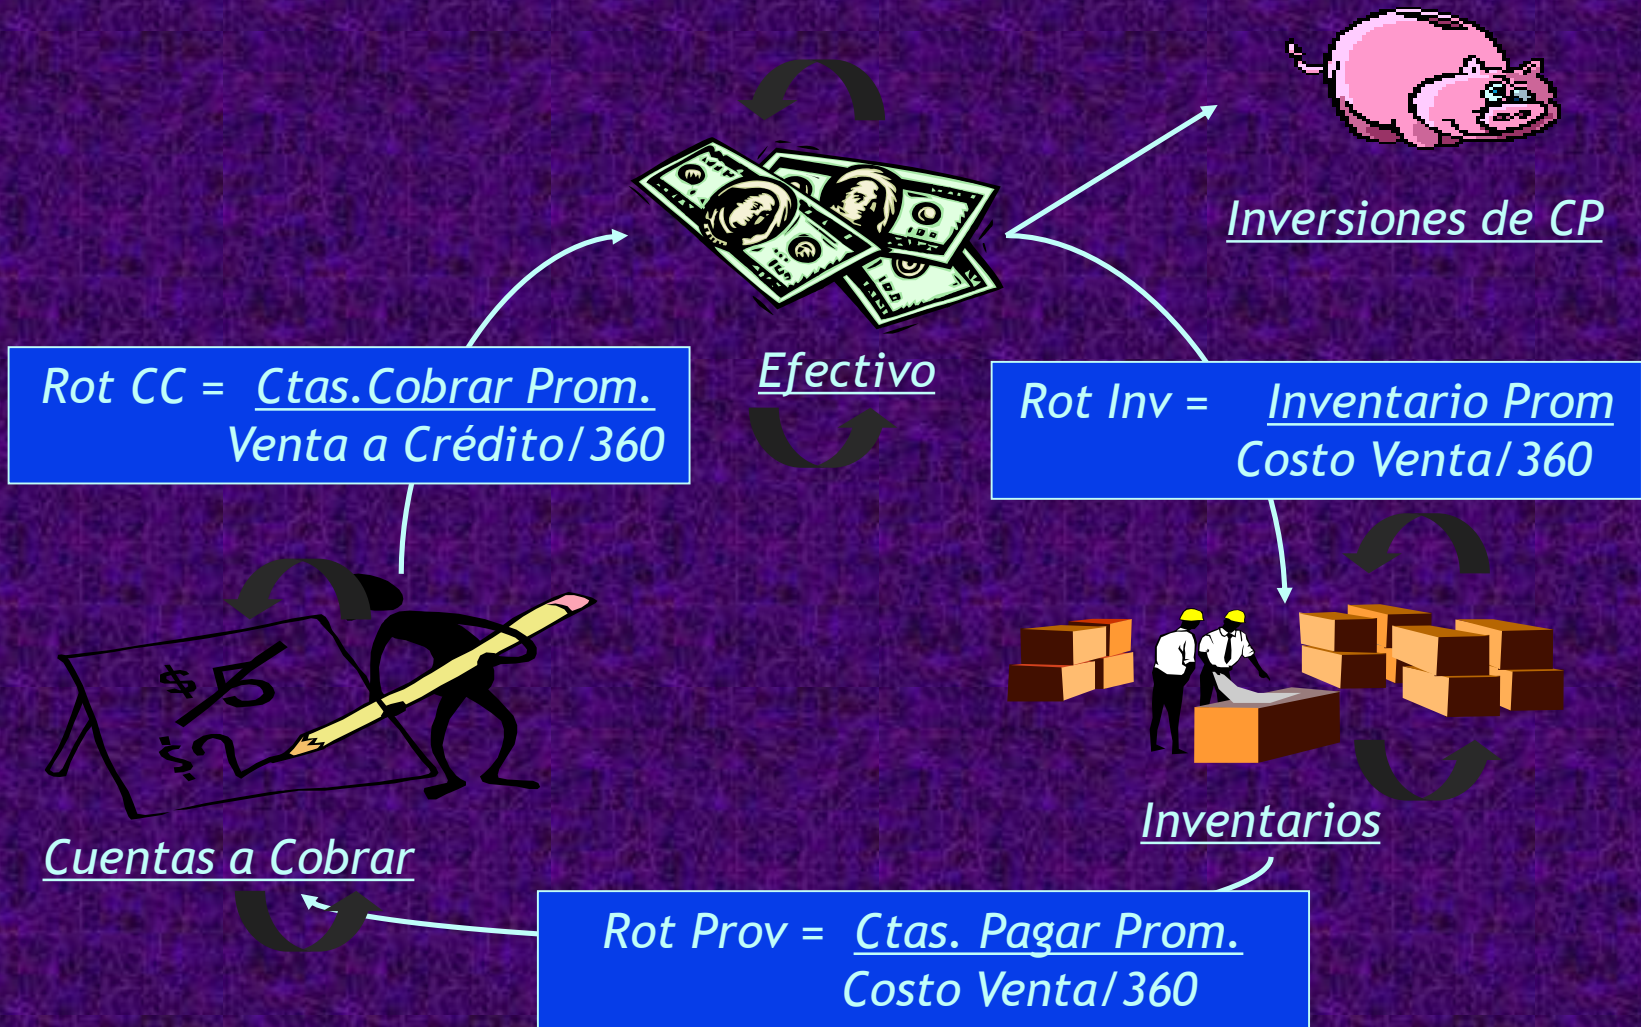 Inversiones de CP
Efectivo
Rot CC = Ctas.Cobrar Prom.
Venta a Crédito/360
Rot Inv = Inventario Prom
Costo Venta/360
$ 5
$?
Inventarios
Cuentas a Cobrar
Rot Prov = Ctas. Pagar Prom.
Costo Venta/360